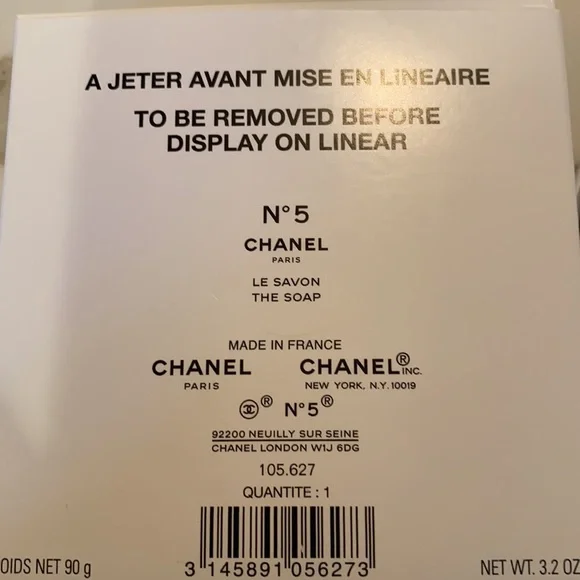 A JETER AVANT MISE EN LINEAIRE
TO BE REMOVED BEFORE
DISPLAY ON LINEAR
N°5
CHANEL
PARIS
LE SAVON
THE SOAP
MADE IN FRANCE
CHANEL CHANEL® INC.
PARIS NEW YORK, N.Y. 10019
® N°5®
92200 NEUILLY SUR SEINE
CHANEL LONDON W1J 6DG
105.627
QUANTITE : 1
OIDS NET 90 g 3 145891 056273 NET WT. 3.2 OZ